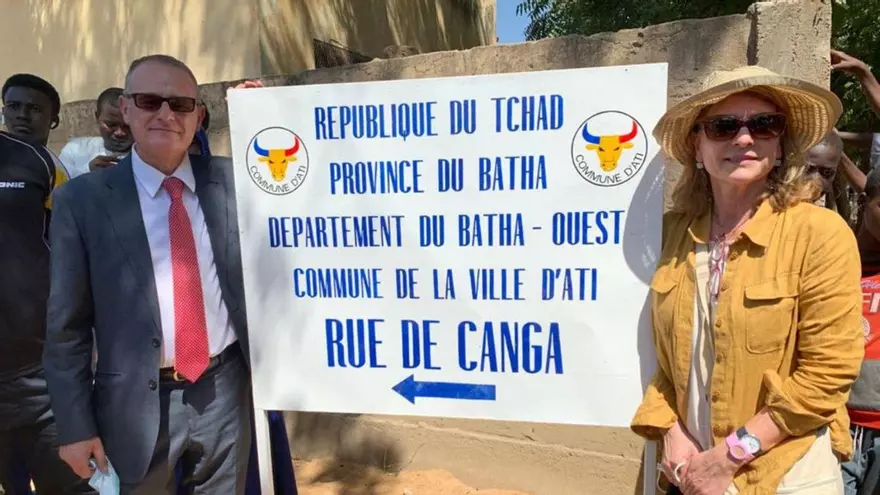 REPUBLIQUE DU TCHAD
PROVINCE DU BATHA
DEPARTEMENT DU BATHA - OUEST
COMMUNE DE LA VILLE D'ATI
RUE DE CANGA
COMMUNE D'ATI
COMMUNE D'ATI